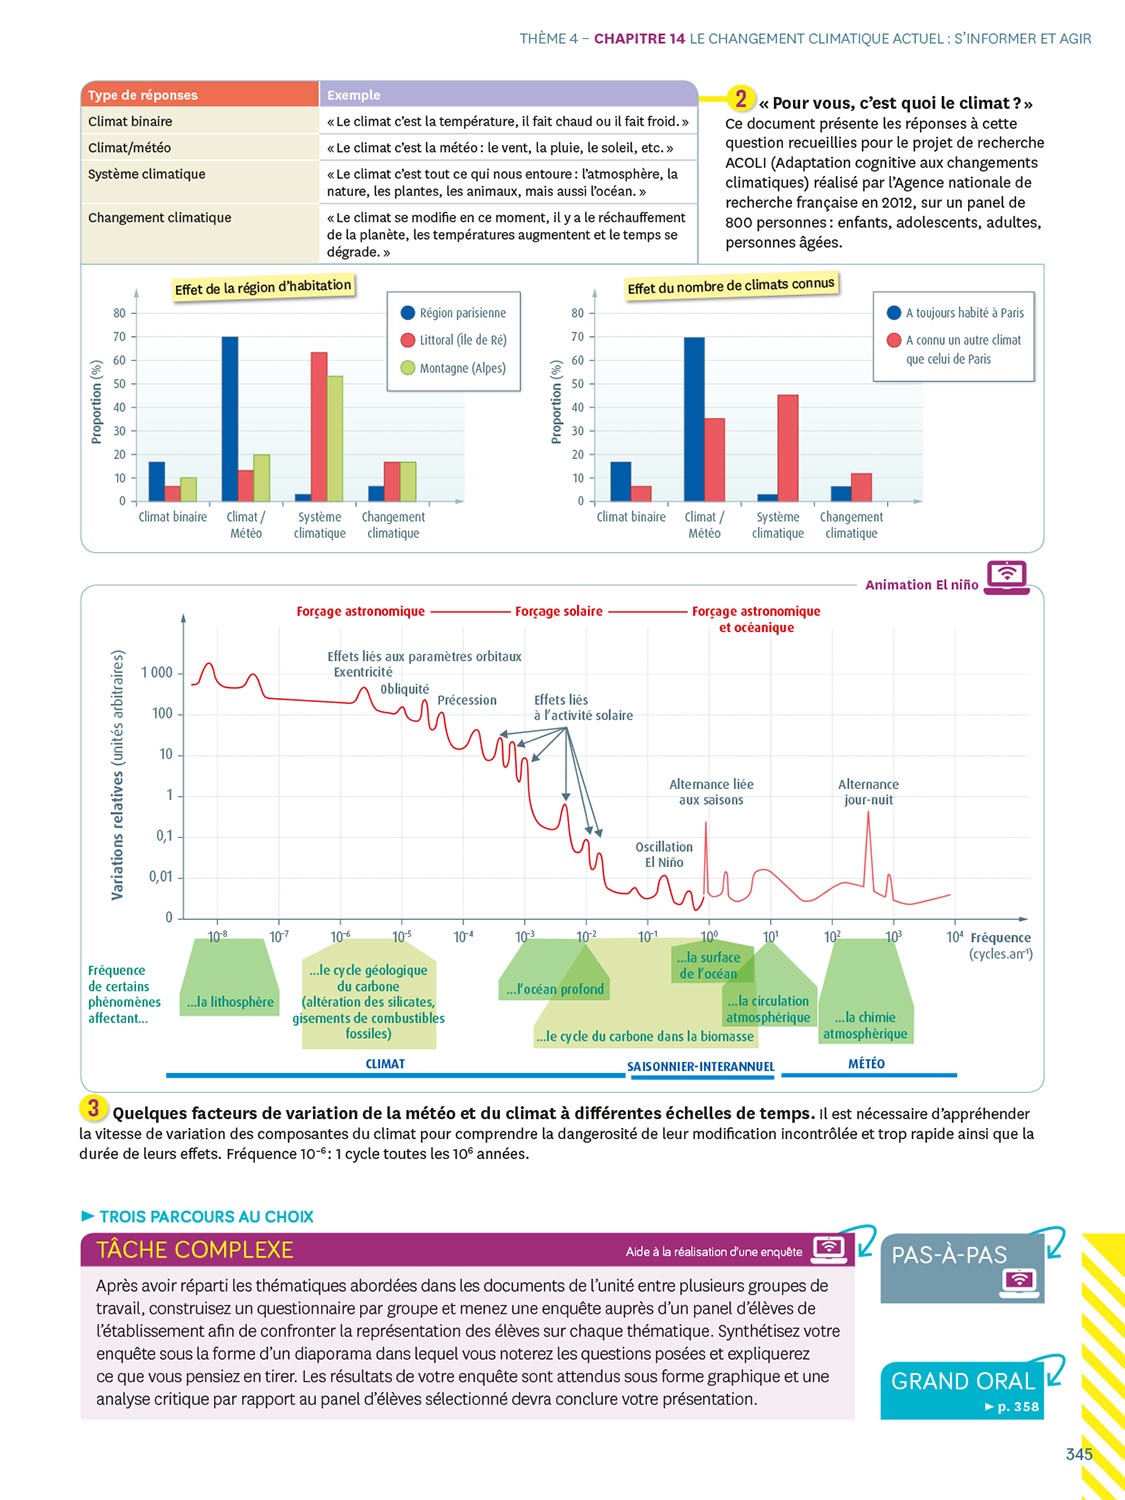 THÈME 4 – CHAPITRE 14 LE CHANGEMENT CLIMATIQUE ACTUEL : S’INFORMER ET AGIR
Type de réponses
Exemple
Climat binaire
« Le climat c’est la température, il fait chaud ou il fait froid. »
Climat/météo
« Le climat c’est la météo : le vent, la pluie, le soleil, etc. »
Système climatique
« Le climat c’est tout ce qui nous entoure : l’atmosphère, la
nature, les plantes, les animaux, mais aussi l’océan. »
Changement climatique
« Le climat se modifie en ce moment, il y a le réchauffement
de la planète, les températures augmentent et le temps se
dégrade. »
2 « Pour vous, c’est quoi le climat ? »
Ce document présente les réponses à cette
question recueillies pour le projet de recherche
ACOLI (Adaptation cognitive aux changements
climatiques) réalisé par l’Agence nationale de
recherche française en 2012, sur un panel de
800 personnes : enfants, adolescents, adultes,
personnes âgées.
Effet de la région d’habitation
Région parisienne
Littoral (Île de Ré)
Montagne (Alpes)
Proportion (%)
80
70
60
50
40
30
20
10
0
Climat binaire
Climat /
Météo
Système
climatique
Changement
climatique
Effet du nombre de climats connus
A toujours habité à Paris
A connu un autre climat
que celui de Paris
Proportion (%)
80
70
60
50
40
30
20
10
0
Climat binaire
Climat /
Météo
Système
climatique
Changement
climatique
Animation El niño
Forçage astronomique
Forçage solaire
Forçage astronomique
et océanique
Variations relatives (unités arbitraires)
1 000
100
10
1
0,1
0,01
0
Effets liés aux paramètres orbitaux
Exentricité
Obliquité
Précession
Effets liés
à l’activité solaire
Oscillation
El Niño
Alternance liée
aux saisons
Alternance
jour-nuit
10⁻⁸
10⁻⁷
10⁻⁶
10⁻⁵
10⁻⁴
10⁻³
10⁻²
10⁻¹
10⁰
10¹
10²
10³
10⁴
Fréquence
(cycles.an⁻¹)
Fréquence
de certains
phénomènes
affectant...
...la lithosphère
...le cycle géologique
du carbone
(altération des silicates,
gisements de combustibles
fossiles)
...l’océan profond
...le cycle du carbone dans la biomasse
...la surface
de l’océan
...la circulation
atmosphérique
...la chimie
atmosphèrique
CLIMAT
SAISONNIER-INTERANNUEL
MÉTÉO
3 Quelques facteurs de variation de la météo et du climat à différentes échelles de temps. Il est nécessaire d’appréhender
la vitesse de variation des composantes du climat pour comprendre la dangerosité de leur modification incontrôlée et trop rapide ainsi que la
durée de leurs effets. Fréquence 10⁻⁶ : 1 cycle toutes les 10⁶ années.
► TROIS PARCOURS AU CHOIX
TÂCHE COMPLEXE
Aide à la réalisation d’une enquête
Après avoir réparti les thématiques abordées dans les documents de l’unité entre plusieurs groupes de
travail, construisez un questionnaire par groupe et menez une enquête auprès d’un panel d’élèves de
l’établissement afin de confronter la représentation des élèves sur chaque thématique. Synthétisez votre
enquête sous la forme d’un diaporama dans lequel vous noterez les questions posées et expliquerez
ce que vous pensiez en tirer. Les résultats de votre enquête sont attendus sous forme graphique et une
analyse critique par rapport au panel d’élèves sélectionné devra conclure votre présentation.
PAS-À-PAS
GRAND ORAL
► p. 358
345